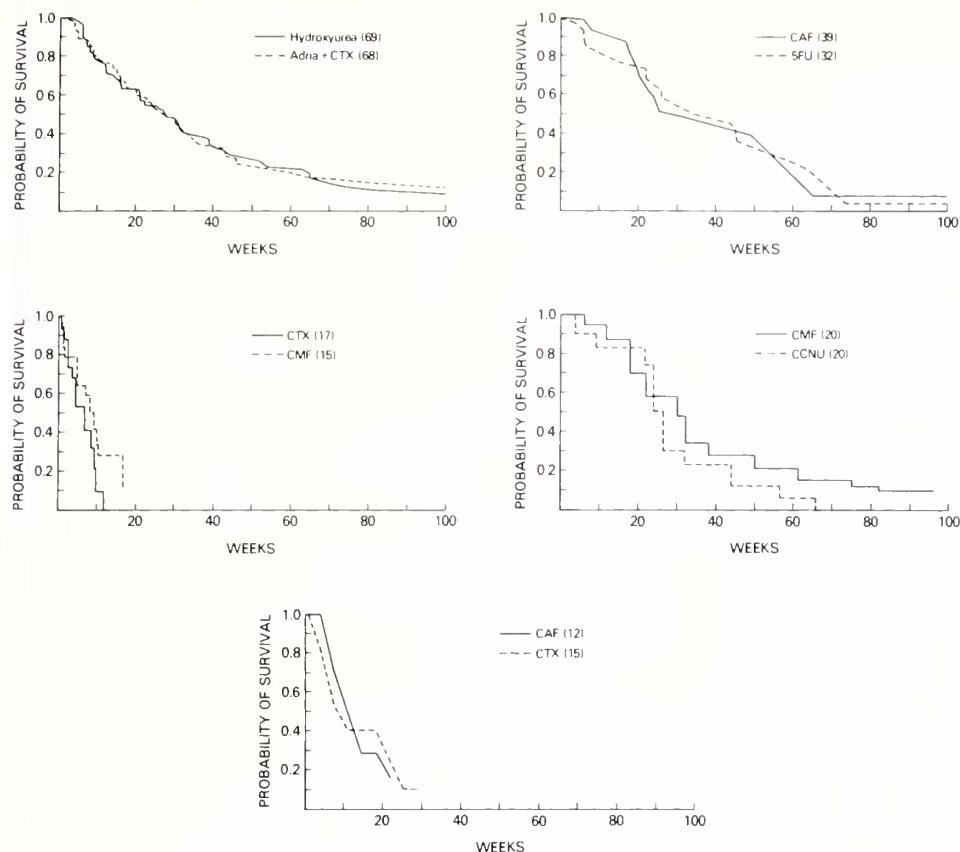 PROBABILITY OF SURVIVAL
1.0
0.8
0.6
0.4
0.2
Hydroxyurea (69)
Adria + CTX (68)
20
40
60
80
100
WEEKS
PROBABILITY OF SURVIVAL
1.0
0.8
0.6
0.4
0.2
CAF (39)
5FU (32)
20
40
60
80
100
WEEKS
PROBABILITY OF SURVIVAL
1.0
0.8
0.6
0.4
0.2
CTX (17)
CMF (15)
20
40
60
80
100
WEEKS
PROBABILITY OF SURVIVAL
1.0
0.8
0.6
0.4
0.2
CMF (20)
CCNU (20)
20
40
60
80
100
WEEKS
PROBABILITY OF SURVIVAL
1.0
0.8
0.6
0.4
0.2
CAF (12)
CTX (15)
20
40
60
80
100
WEEKS